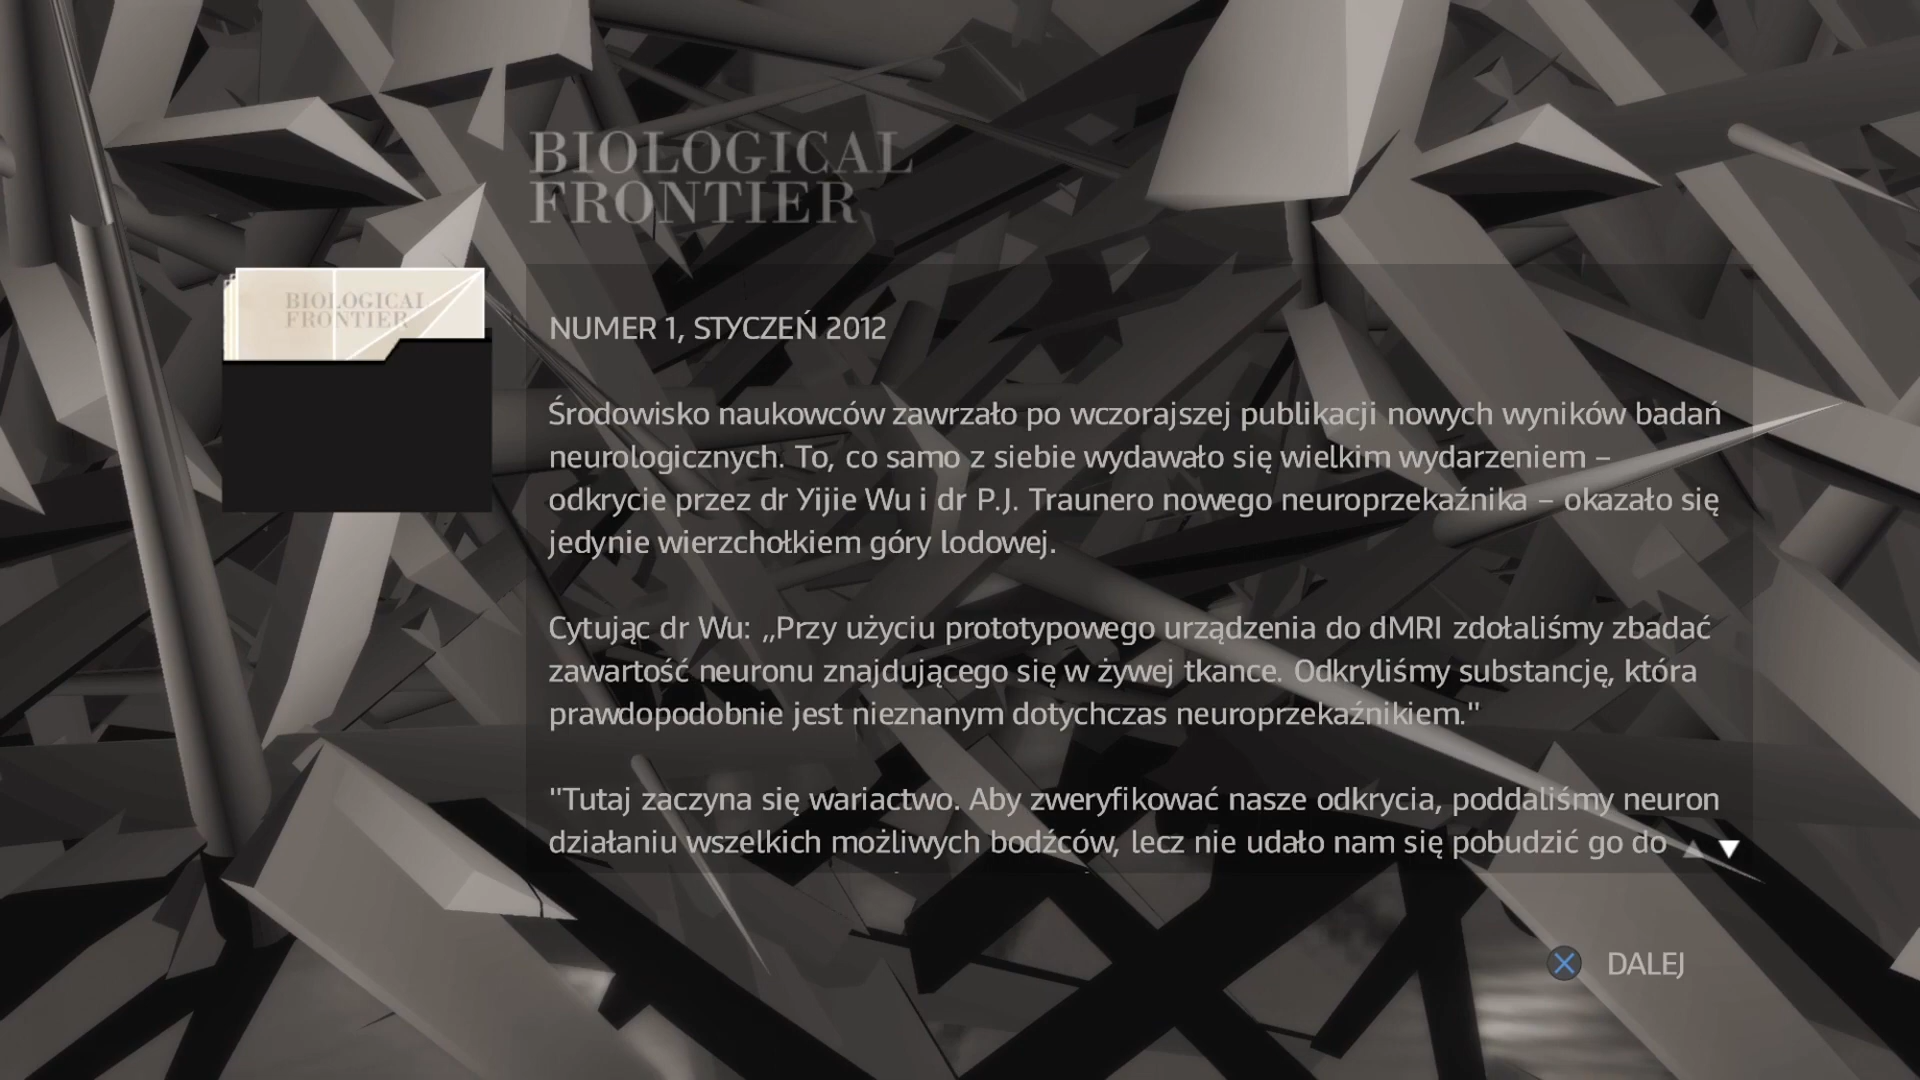 BIOLOGICAL
FRONTIER
BIOLOGICAL
FRONTIER
NUMER 1, STYCZEŃ 2012
Środowisko naukowców zawrzało po wczorajszej publikacji nowych wyników badań
neurologicznych. To, co samo z siebie wydawało się wielkim wydarzeniem –
odkrycie przez dr Yijie Wu i dr P.J. Traunero nowego neuroprzekaźnika – okazało się
jedynie wierzchołkiem góry lodowej.
Cytując dr Wu: „Przy użyciu prototypowego urządzenia do dMRI zdołaliśmy zbadać
zawartość neuronu znajdującego się w żywej tkance. Odkryliśmy substancję, która
prawdopodobnie jest nieznanym dotychczas neuroprzekaźnikiem."
"Tutaj zaczyna się wariactwo. Aby zweryfikować nasze odkrycia, poddaliśmy neuron
działaniu wszelkich możliwych bodźców, lecz nie udało nam się pobudzić go do
DALEJ